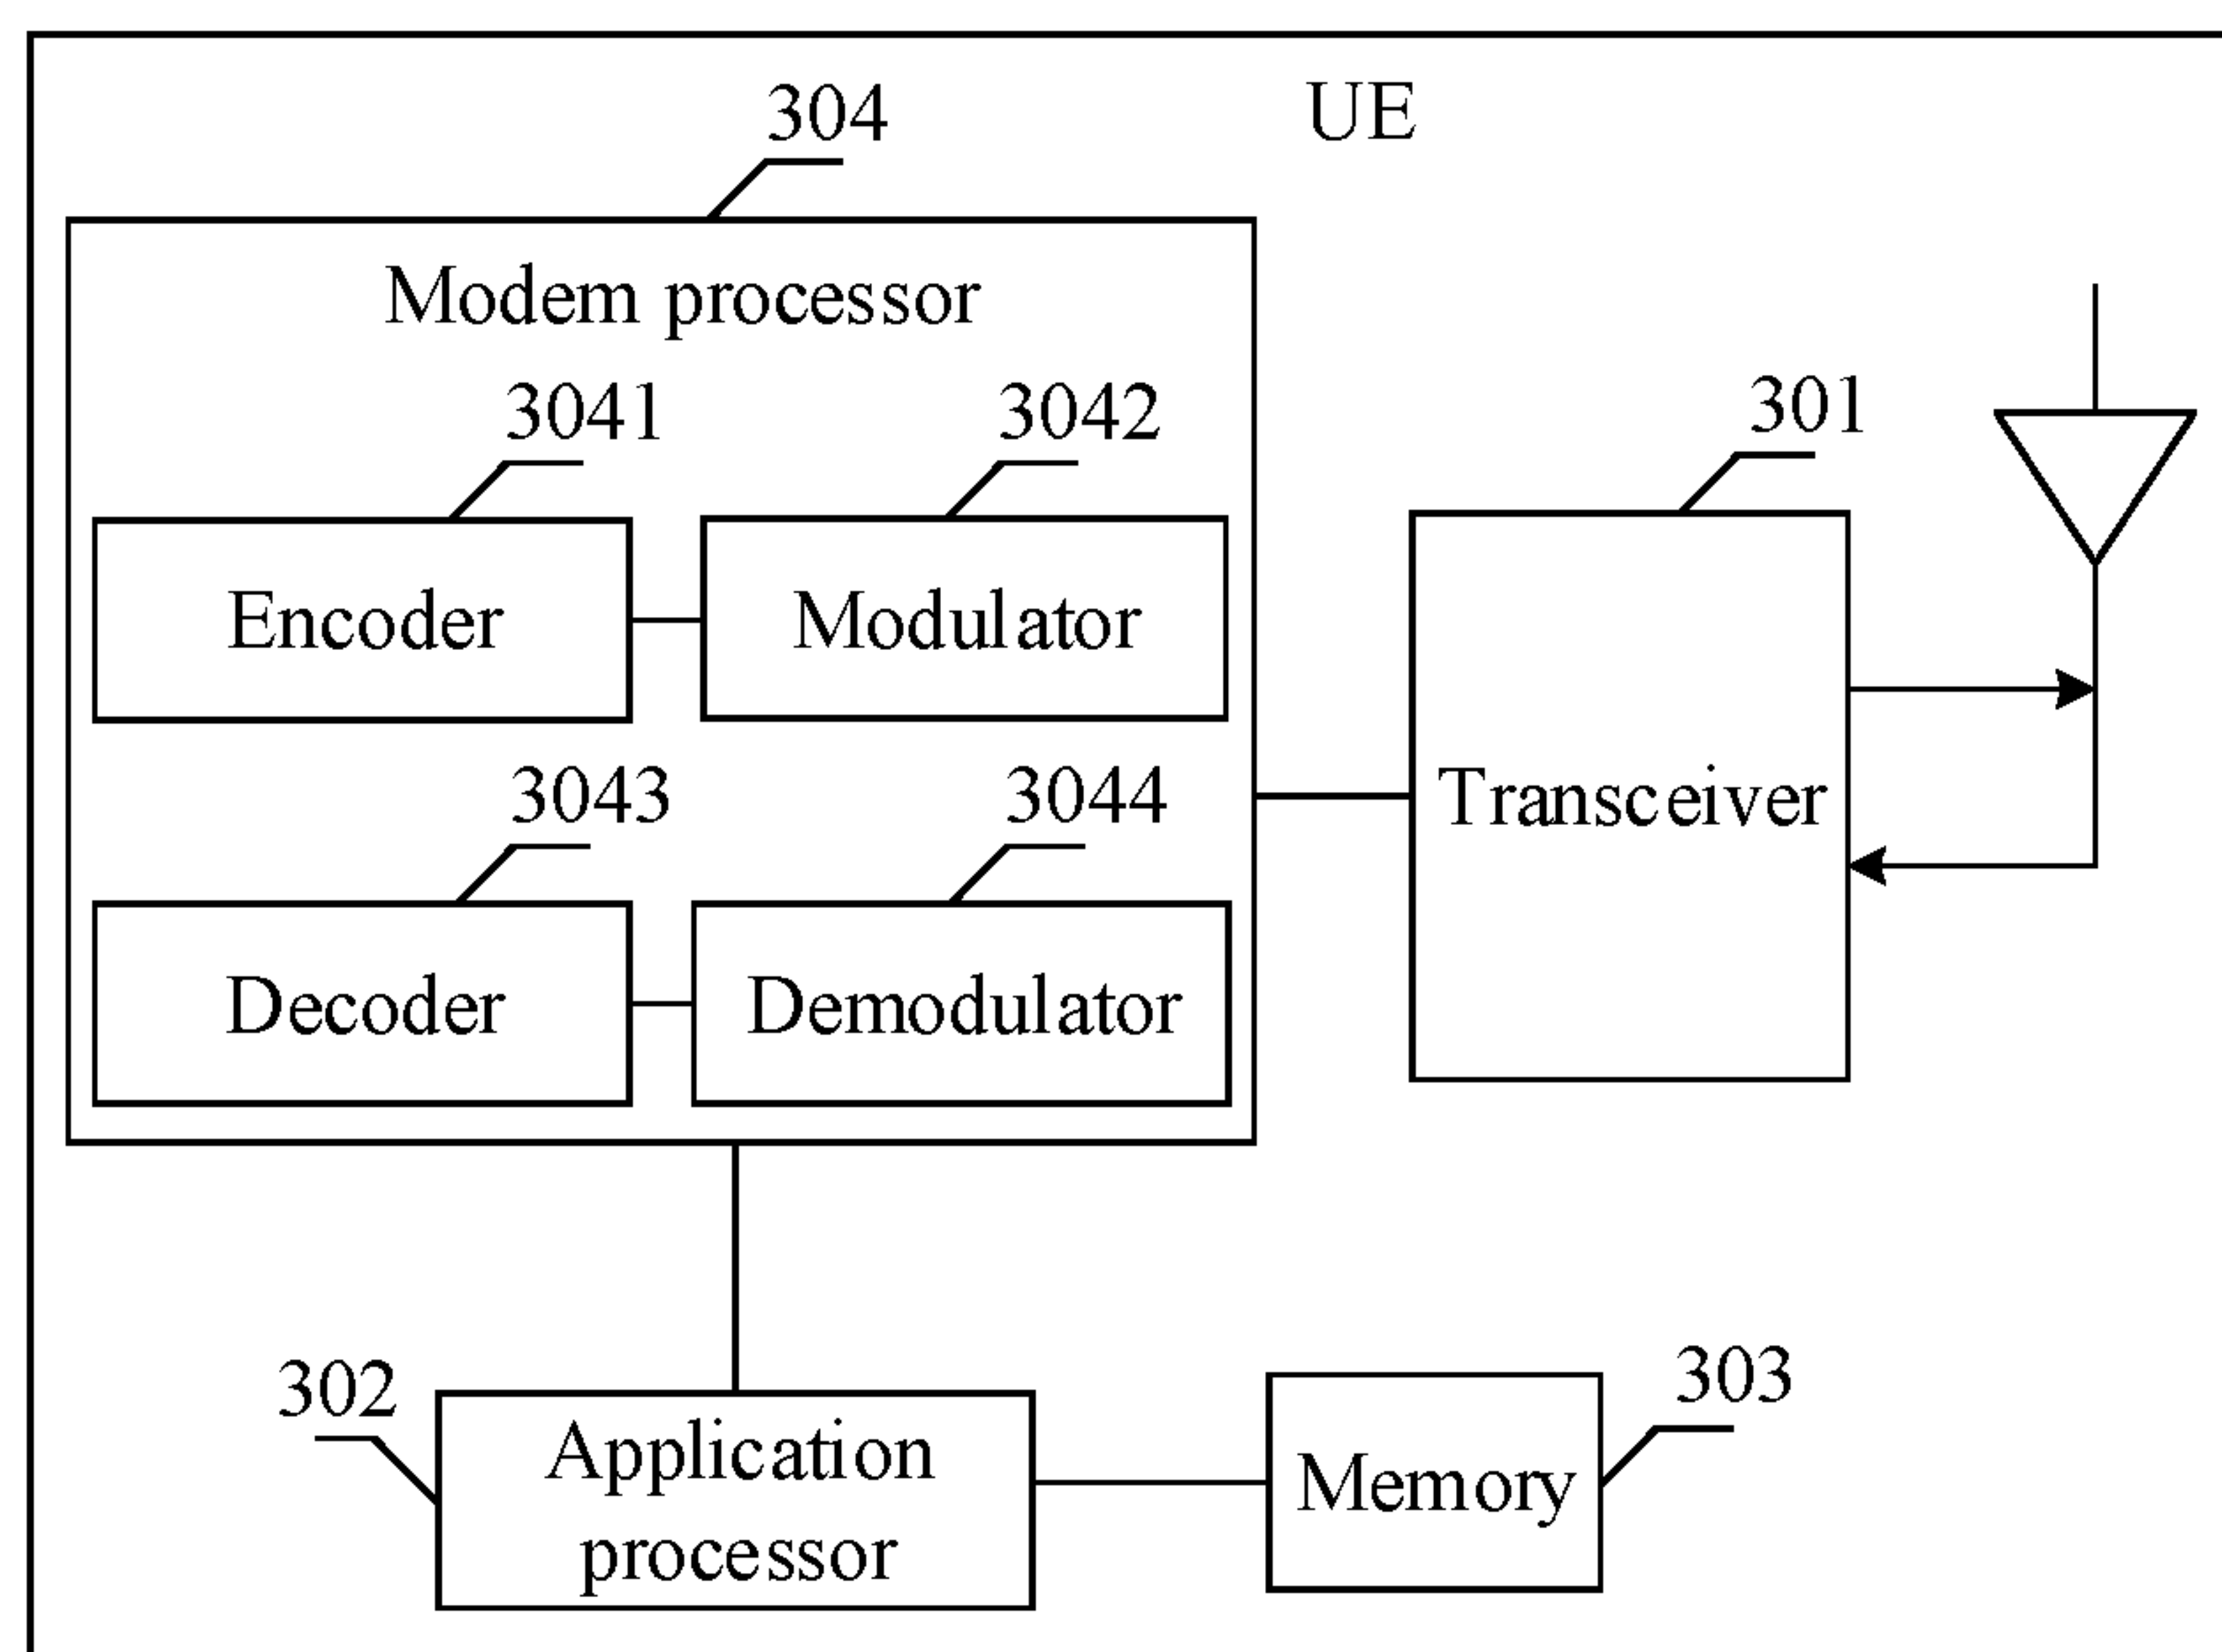 UE
304
Modem processor
3041
3042
301
Encoder
Modulator
Transceiver
3043
3044
Decoder
Demodulator
302
Application
processor
303
Memory